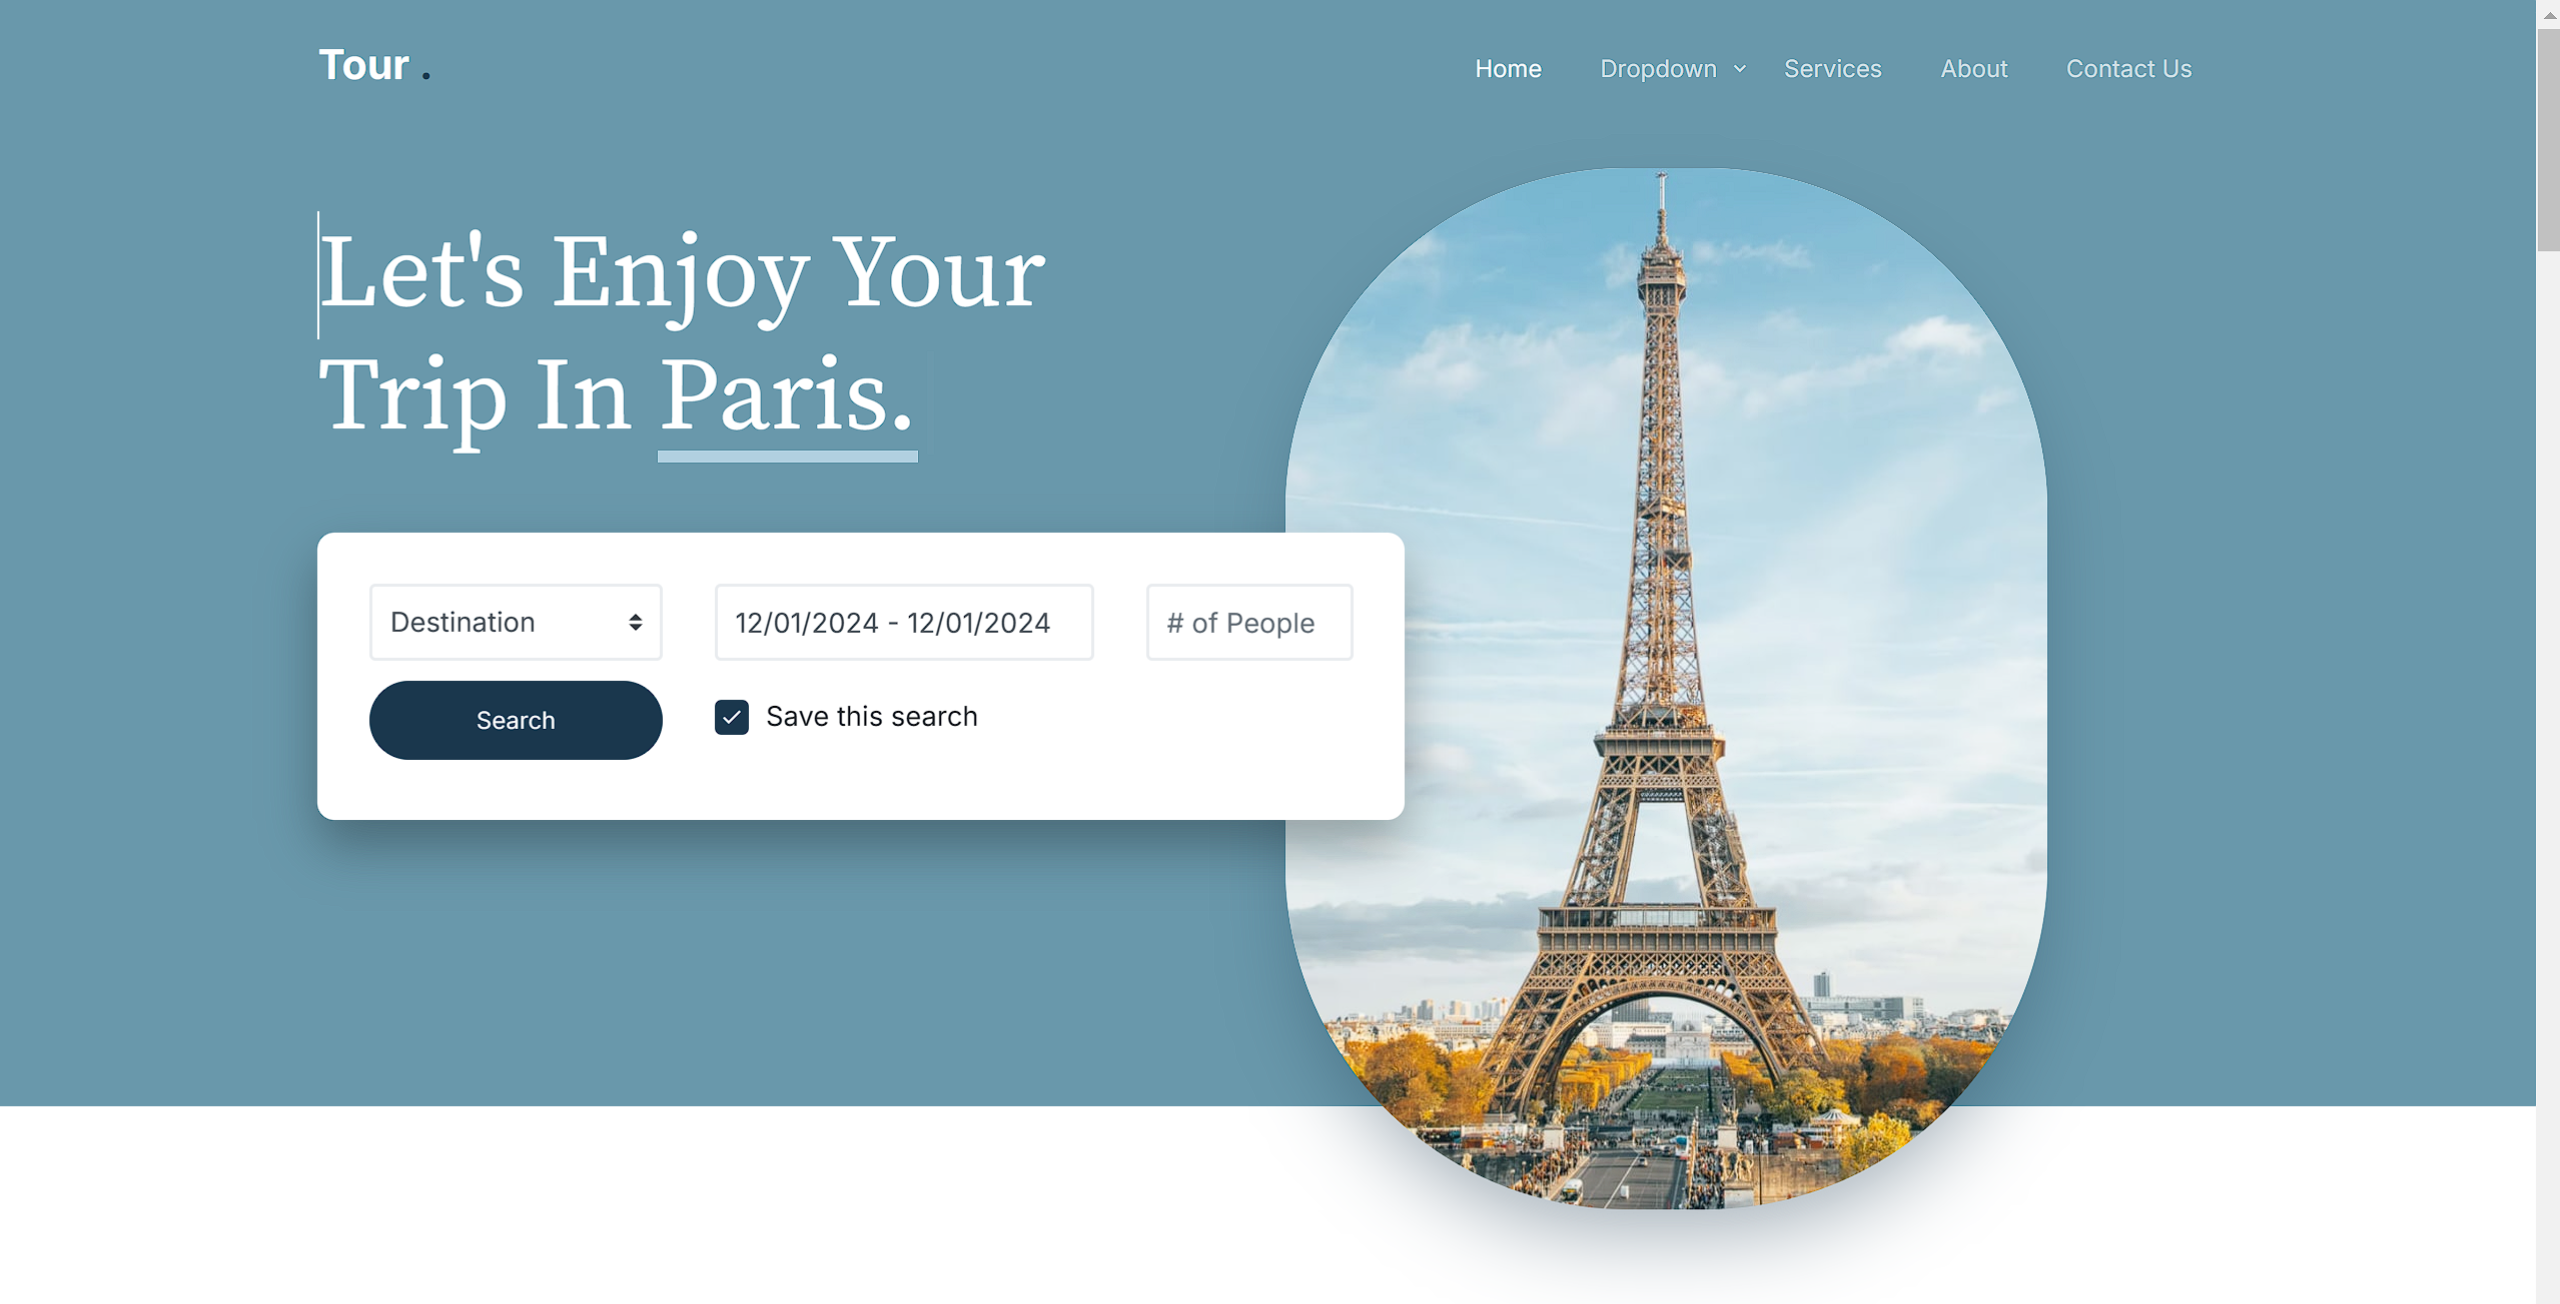 Tour .
Home Dropdown Services About Contact Us
Let's Enjoy Your
Trip In Paris.
Destination
12/01/2024 - 12/01/2024
# of People
Search
Save this search